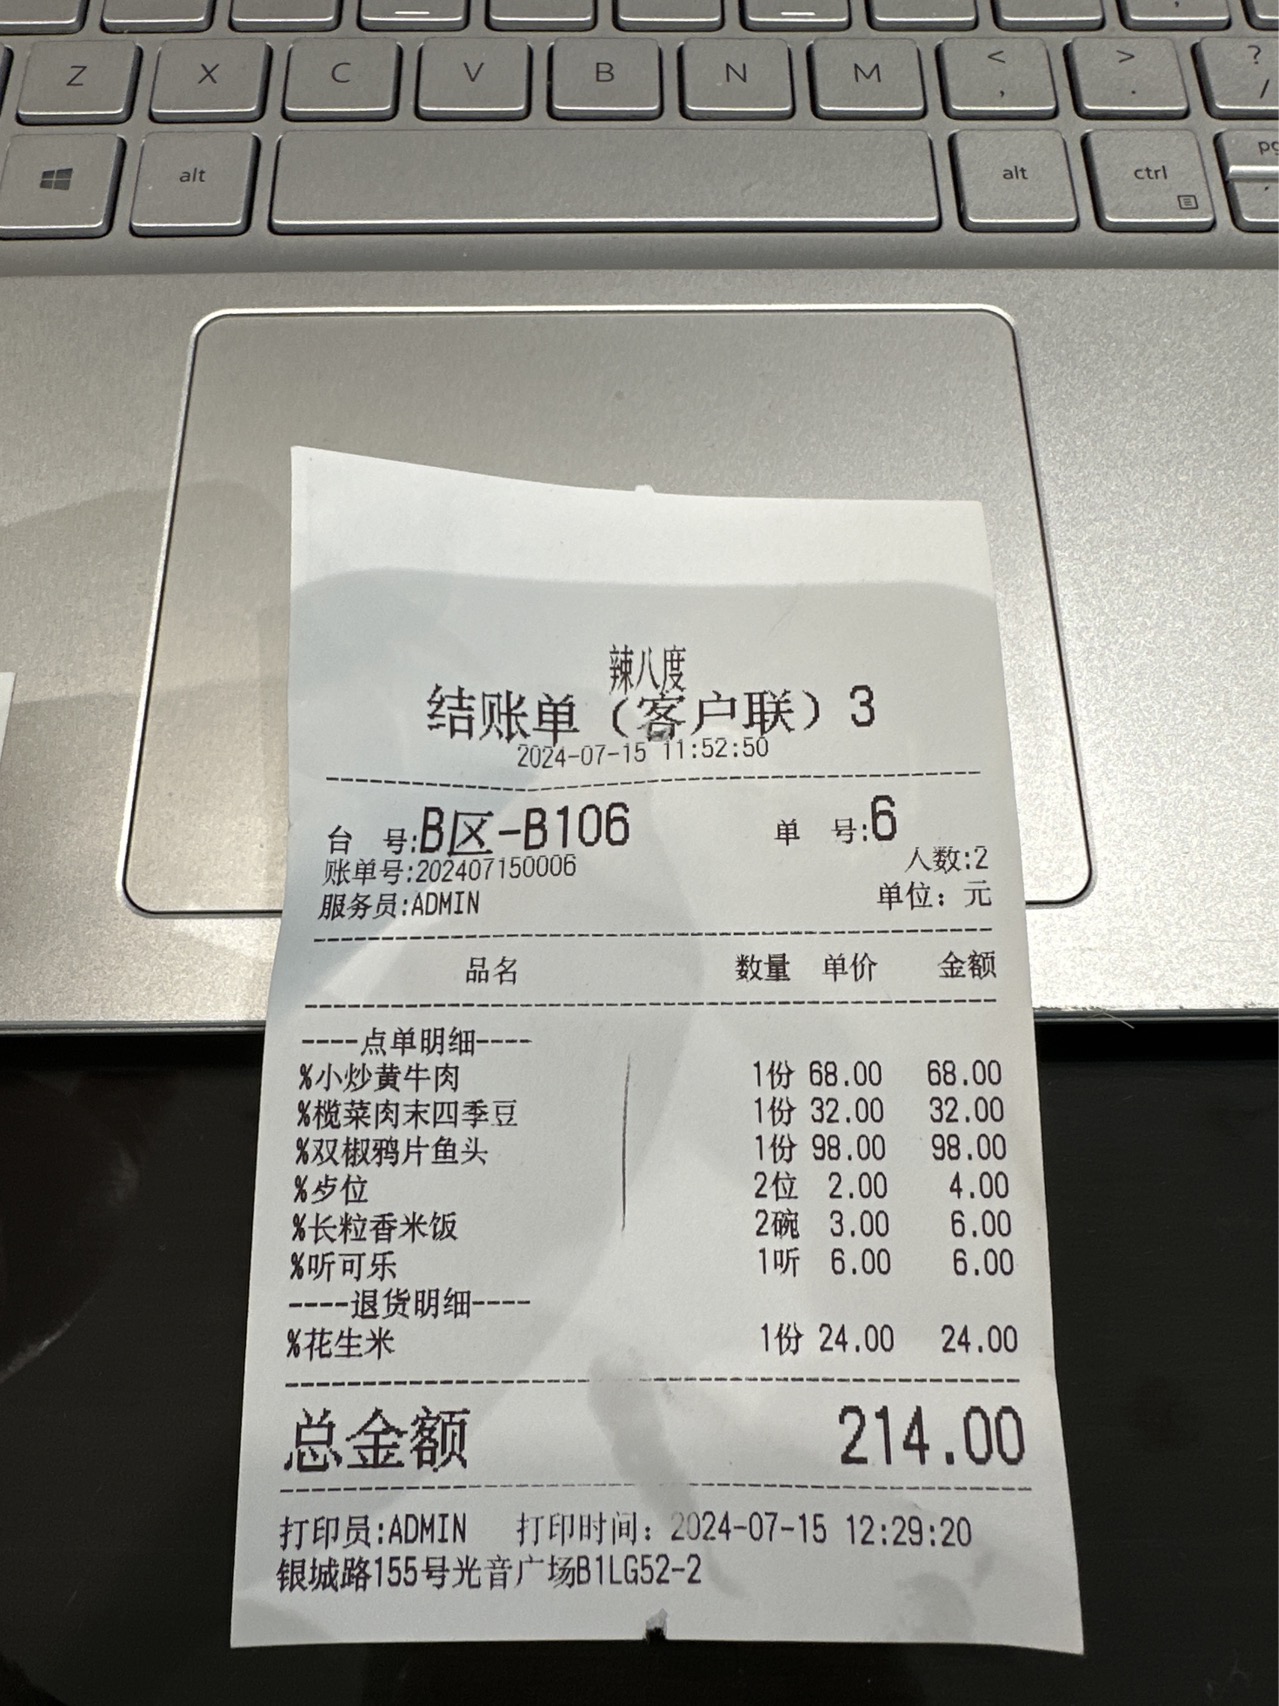 Z X C V B N M < , > . ? /
alt alt ctrl
辣八度
结账单（客户联）3
2024-07-15 11:52:50
台 号:B区-B106 单 号:6
账单号:202407150006 人数:2
服务员:ADMIN 单位：元
品名 数量 单价 金额
----点单明细----
%小炒黄牛肉 1份 68.00 68.00
%榄菜肉末四季豆 1份 32.00 32.00
%双椒鸦片鱼头 1份 98.00 98.00
%歺位 2位 2.00 4.00
%长粒香米饭 2碗 3.00 6.00
%听可乐 1听 6.00 6.00
----退货明细----
%花生米 1份 24.00 24.00
总金额 214.00
打印员:ADMIN 打印时间：2024-07-15 12:29:20
银城路155号光音广场B1LG52-2